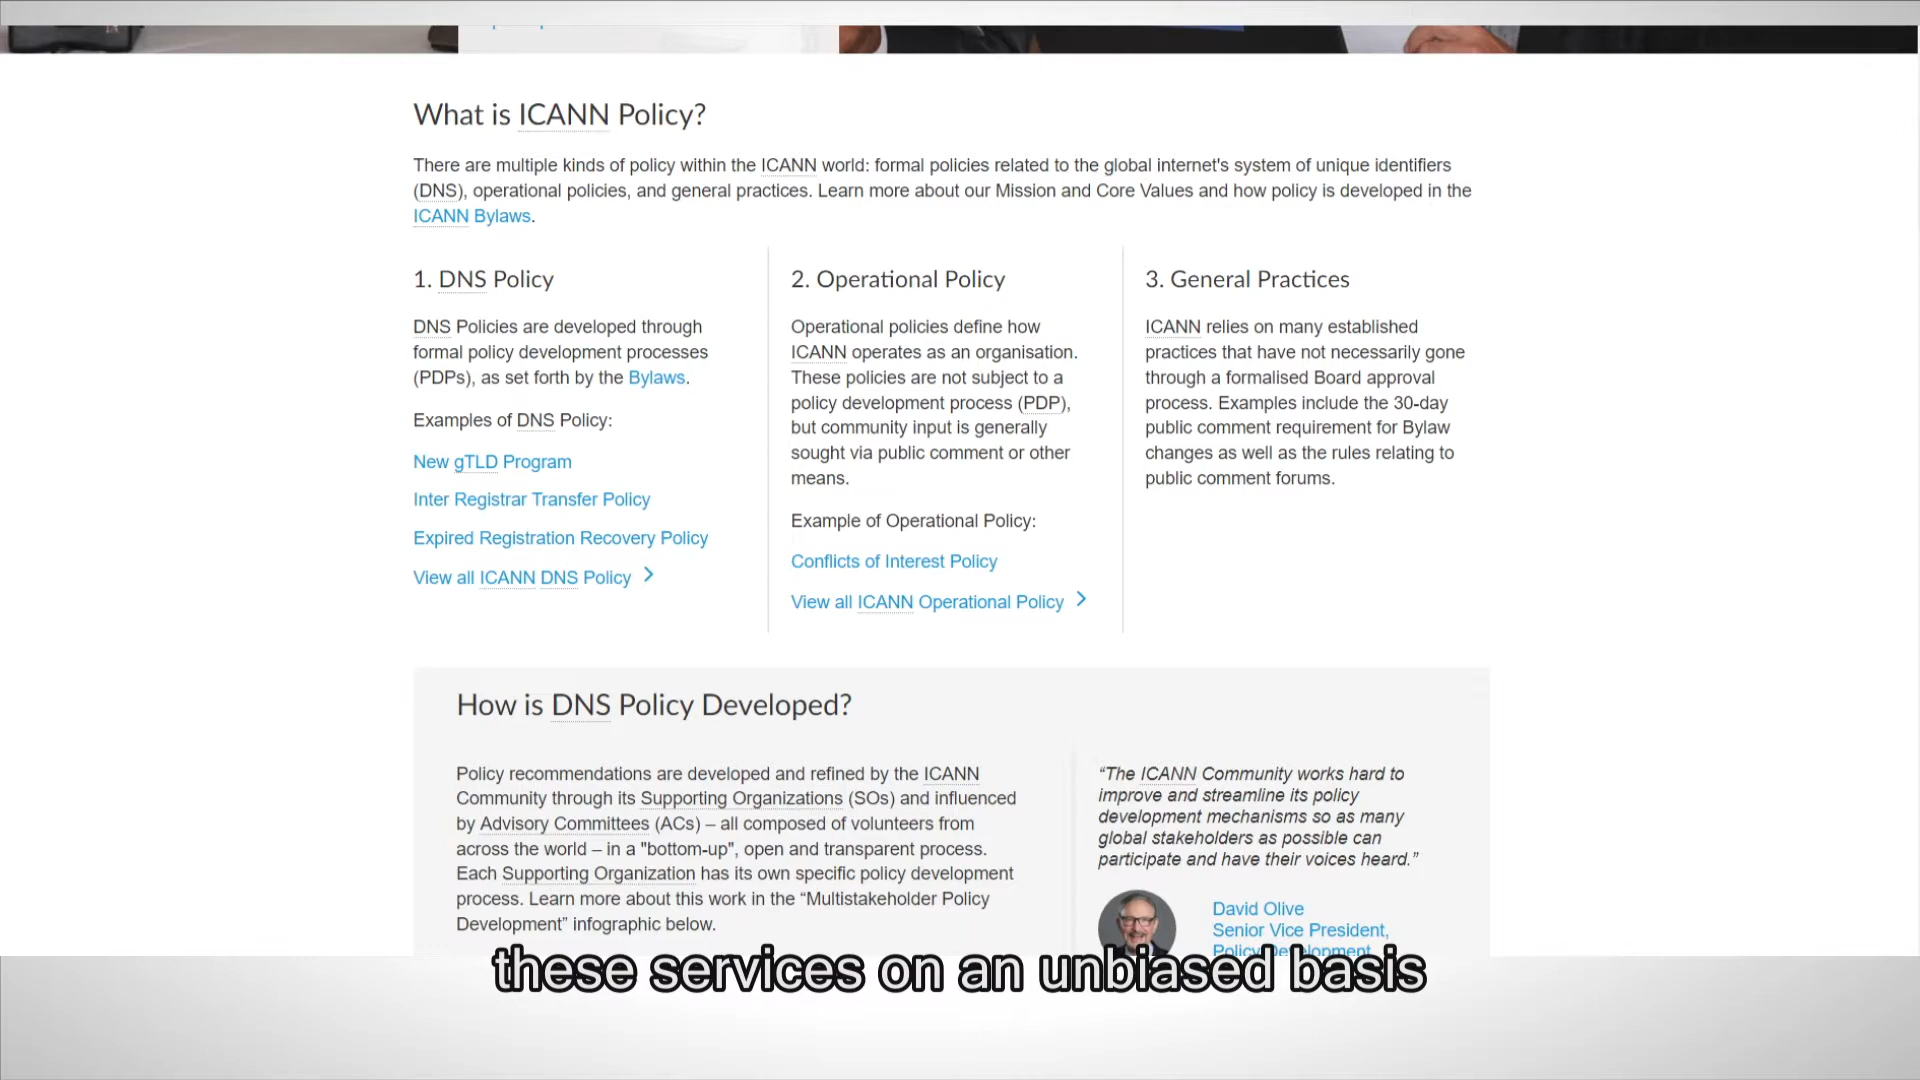 What is ICANN Policy?
There are multiple kinds of policy within the ICANN world: formal policies related to the global internet's system of unique identifiers
(DNS), operational policies, and general practices. Learn more about our Mission and Core Values and how policy is developed in the
ICANN Bylaws.
1. DNS Policy
DNS Policies are developed through
formal policy development processes
(PDPs), as set forth by the Bylaws.
Examples of DNS Policy:
New gTLD Program
Inter Registrar Transfer Policy
Expired Registration Recovery Policy
View all ICANN DNS Policy
2. Operational Policy
Operational policies define how
ICANN operates as an organisation.
These policies are not subject to a
policy development process (PDP),
but community input is generally
sought via public comment or other
means.
Example of Operational Policy:
Conflicts of Interest Policy
View all ICANN Operational Policy
3. General Practices
ICANN relies on many established
practices that have not necessarily gone
through a formalised Board approval
process. Examples include the 30-day
public comment requirement for Bylaw
changes as well as the rules relating to
public comment forums.
How is DNS Policy Developed?
Policy recommendations are developed and refined by the ICANN
Community through its Supporting Organizations (SOs) and influenced
by Advisory Committees (ACs) – all composed of volunteers from
across the world – in a "bottom-up", open and transparent process.
Each Supporting Organization has its own specific policy development
process. Learn more about this work in the “Multistakeholder Policy
Development” infographic below.
“The ICANN Community works hard to
improve and streamline its policy
development mechanisms so as many
global stakeholders as possible can
participate and have their voices heard.”
David Olive
Senior Vice President,
Policy Development
these services on an unbiased basis